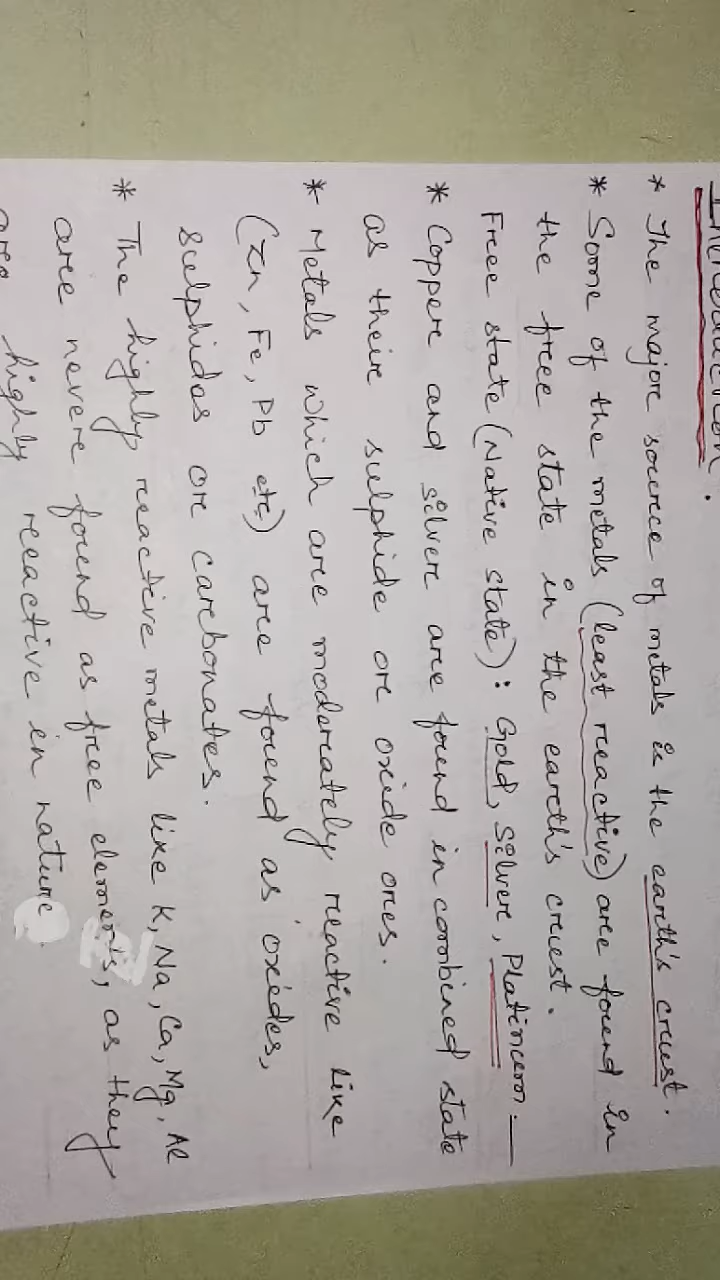 Introduction.
* The major source of metals is the earth's crust.
* Some of the metals (least reactive) are found in
the free state in the earth's crust.
Free state (Native state): Gold, Silver, Platinum.—
* Copper and silver are found in combined state
as their sulphide or oxide ores.
* Metals which are moderately reactive like
(Zn, Fe, Pb etc) are found as oxides,
sulphides or carbonates.
* The highly reactive metals like K, Na, Ca, Mg, Al
are never found as free elements, as they
are highly reactive in nature.